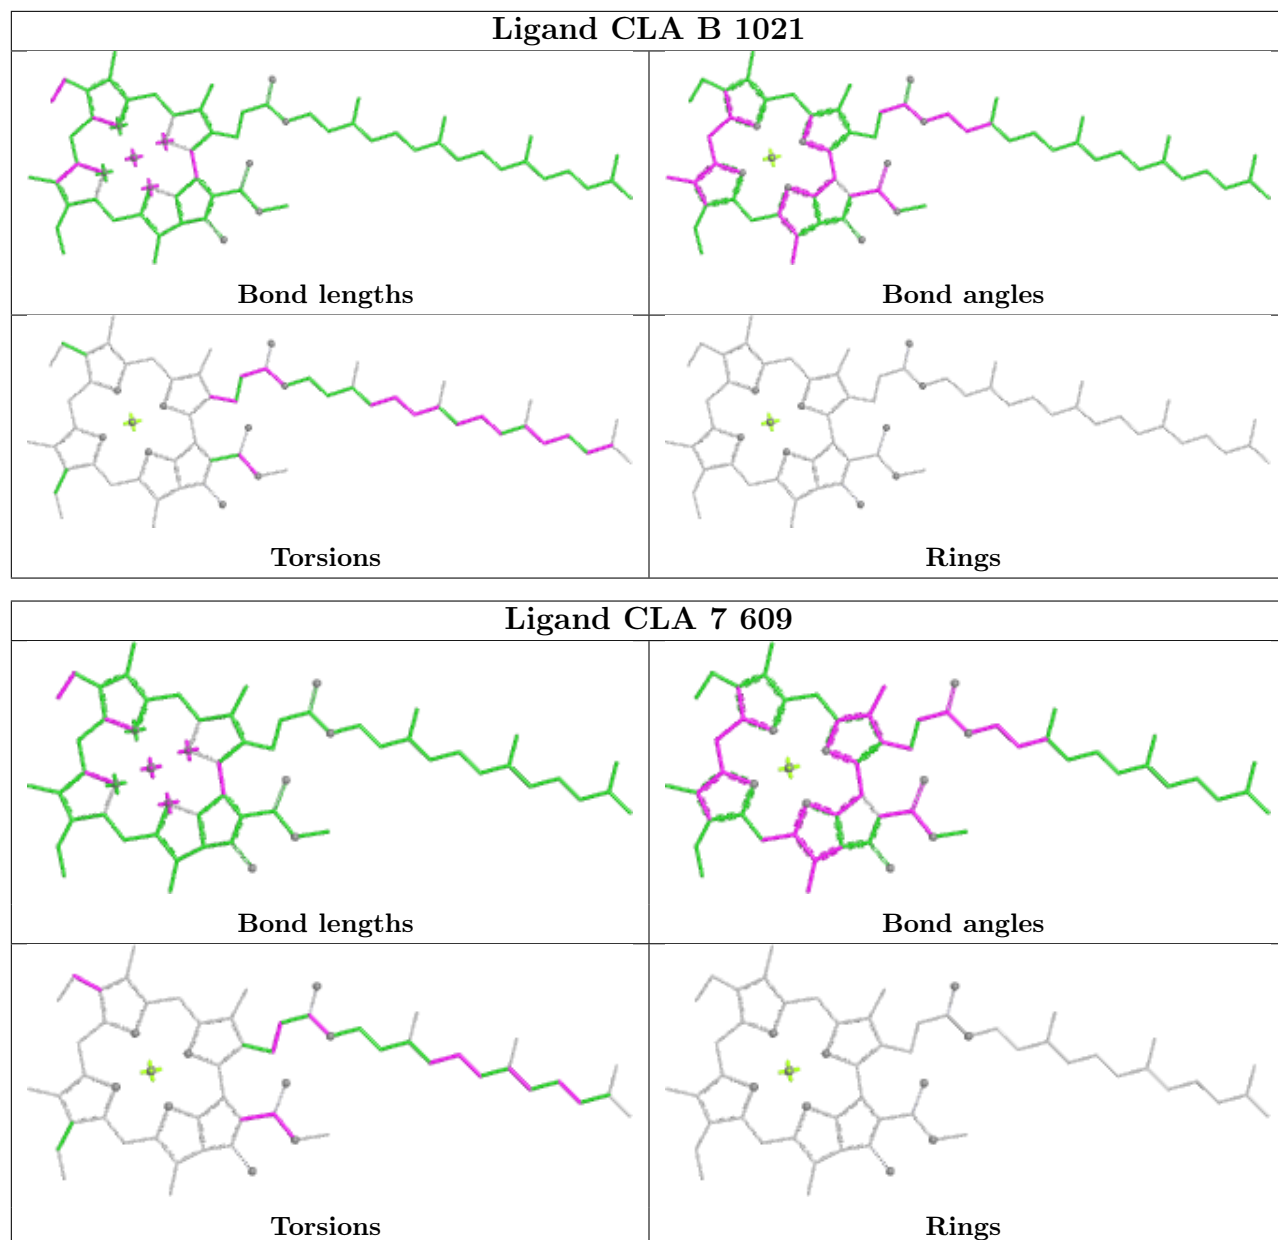 Ligand CLA B 1021
Bond lengths
Bond angles
Torsions
Rings
Ligand CLA 7 609
Bond lengths
Bond angles
Torsions
Rings